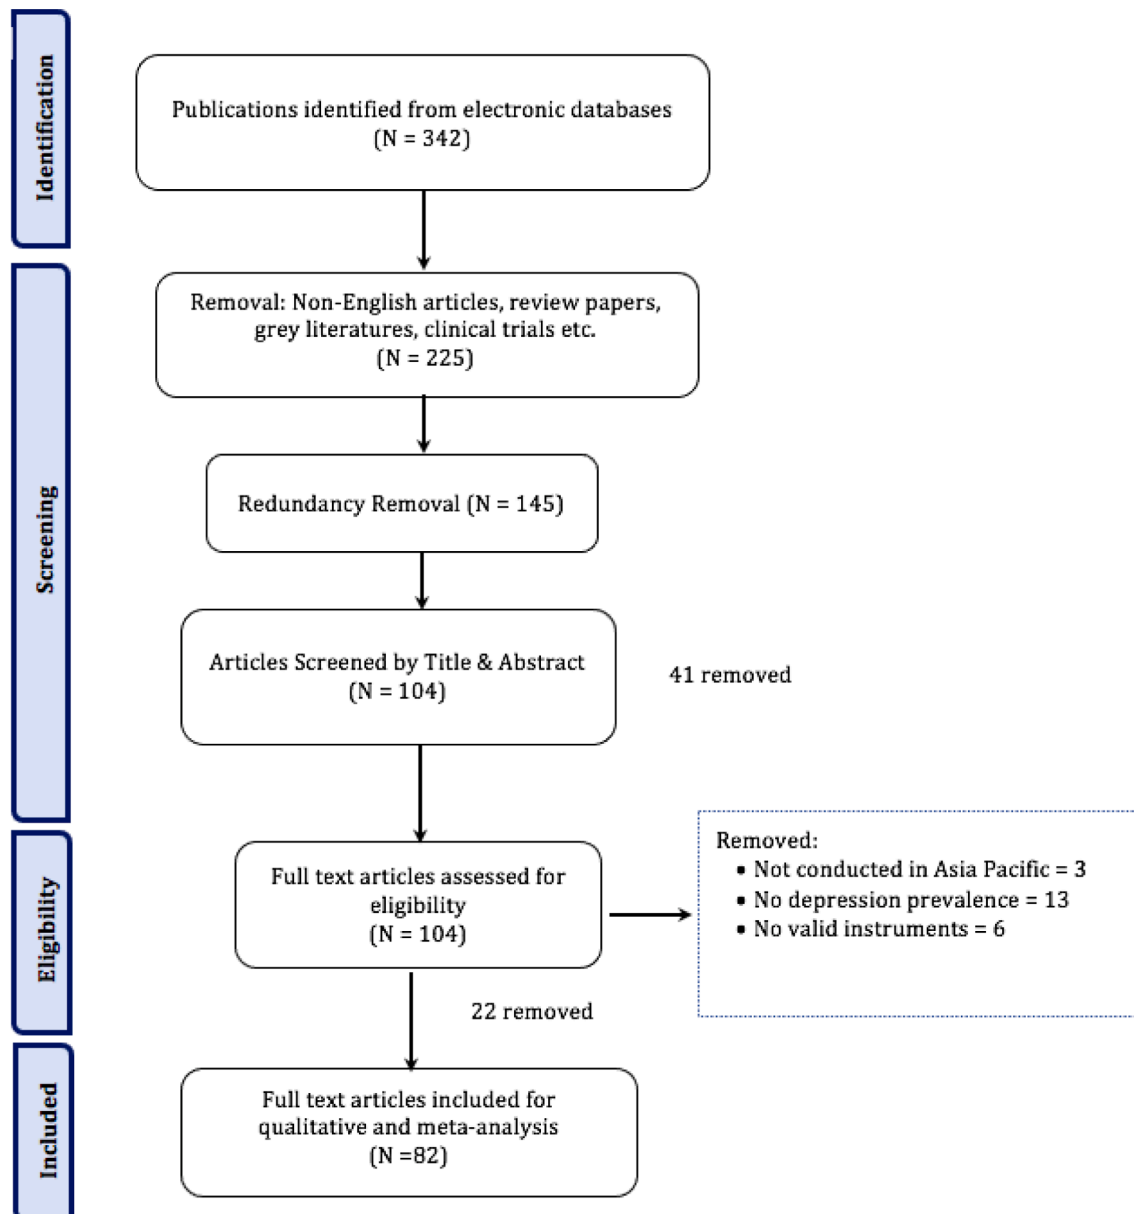 Identification
Publications identified from electronic databases
(N = 342)
Screening
Removal: Non-English articles, review papers,
grey literatures, clinical trials etc.
(N = 225)
Redundancy Removal (N = 145)
Articles Screened by Title & Abstract
(N = 104)
41 removed
Eligibility
Full text articles assessed for
eligibility
(N = 104)
Removed:
• Not conducted in Asia Pacific = 3
• No depression prevalence = 13
• No valid instruments = 6
22 removed
Included
Full text articles included for
qualitative and meta-analysis
(N =82)